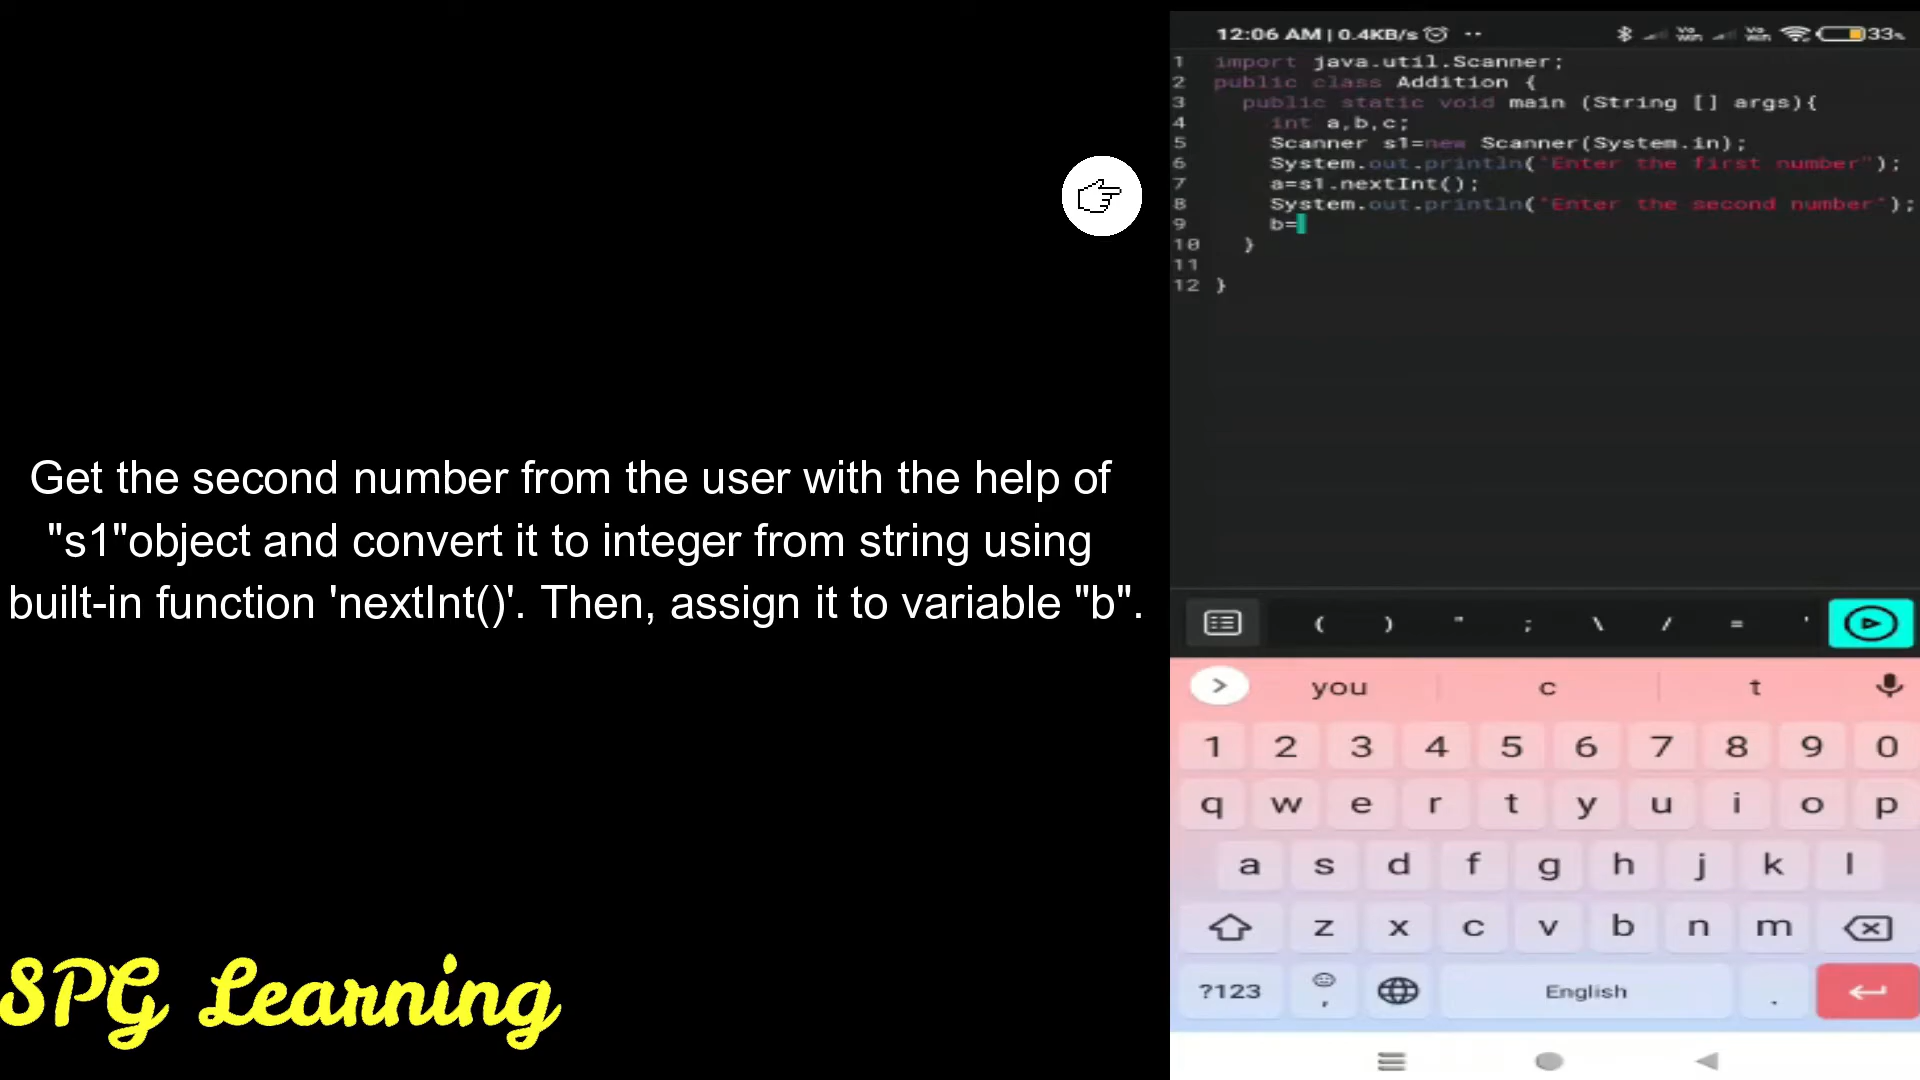 12:06 AM | 0.4KB/s
33%
1 import java.util.Scanner;
2 public class Addition {
3 public static void main (String [] args){
4 int a,b,c;
5 Scanner s1=new Scanner(System.in);
6 System.out.println("Enter the first number");
7 a=s1.nextInt();
8 System.out.println("Enter the second number");
9 b=
10 }
11
12 }
Get the second number from the user with the help of
"s1"object and convert it to integer from string using
built-in function 'nextInt()'. Then, assign it to variable "b".
SPG Learning
( ) " ; \ / = '
you c t
1 2 3 4 5 6 7 8 9 0
q w e r t y u i o p
a s d f g h j k l
z x c v b n m
?123 , English .